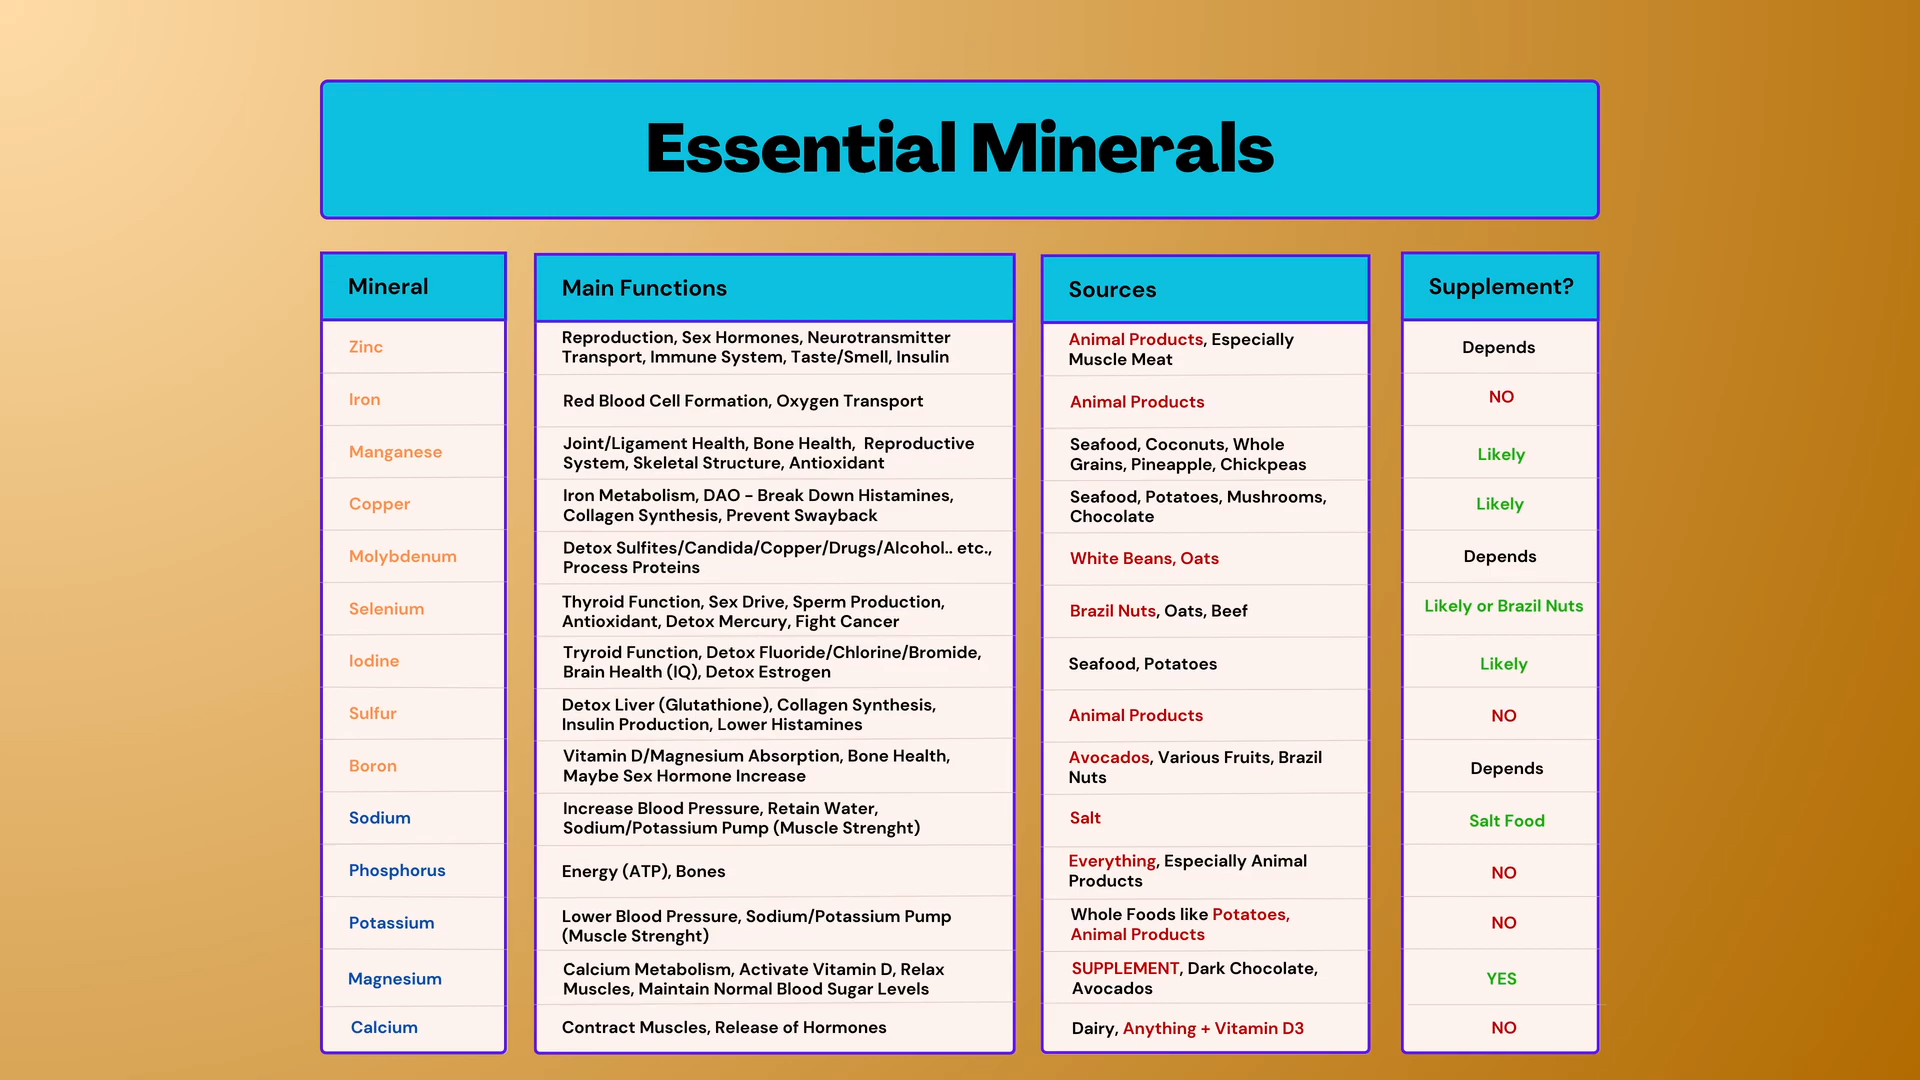 Essential Minerals
Mineral
Main Functions
Sources
Supplement?
Zinc
Reproduction, Sex Hormones, Neurotransmitter
Transport, Immune System, Taste/Smell, Insulin
Animal Products, Especially
Muscle Meat
Depends
Iron
Red Blood Cell Formation, Oxygen Transport
Animal Products
NO
Manganese
Joint/Ligament Health, Bone Health,  Reproductive
System, Skeletal Structure, Antioxidant
Seafood, Coconuts, Whole
Grains, Pineapple, Chickpeas
Likely
Copper
Iron Metabolism, DAO - Break Down Histamines,
Collagen Synthesis, Prevent Swayback
Seafood, Potatoes, Mushrooms,
Chocolate
Likely
Molybdenum
Detox Sulfites/Candida/Copper/Drugs/Alcohol.. etc.,
Process Proteins
White Beans, Oats
Depends
Selenium
Thyroid Function, Sex Drive, Sperm Production,
Antioxidant, Detox Mercury, Fight Cancer
Brazil Nuts, Oats, Beef
Likely or Brazil Nuts
Iodine
Tryroid Function, Detox Fluoride/Chlorine/Bromide,
Brain Health (IQ), Detox Estrogen
Seafood, Potatoes
Likely
Sulfur
Detox Liver (Glutathione), Collagen Synthesis,
Insulin Production, Lower Histamines
Animal Products
NO
Boron
Vitamin D/Magnesium Absorption, Bone Health,
Maybe Sex Hormone Increase
Avocados, Various Fruits, Brazil
Nuts
Depends
Sodium
Increase Blood Pressure, Retain Water,
Sodium/Potassium Pump (Muscle Strenght)
Salt
Salt Food
Phosphorus
Energy (ATP), Bones
Everything, Especially Animal
Products
NO
Potassium
Lower Blood Pressure, Sodium/Potassium Pump
(Muscle Strenght)
Whole Foods like Potatoes,
Animal Products
NO
Magnesium
Calcium Metabolism, Activate Vitamin D, Relax
Muscles, Maintain Normal Blood Sugar Levels
SUPPLEMENT, Dark Chocolate,
Avocados
YES
Calcium
Contract Muscles, Release of Hormones
Dairy, Anything + Vitamin D3
NO